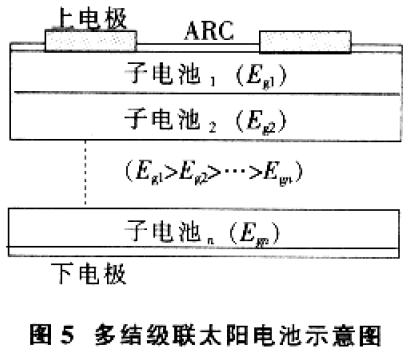 上电极 ARC
子电池1 (Eg1)
子电池2 (Eg2)
(Eg1>Eg2>…>Egn)
子电池n (Egn)
下电极
图 5 多结级联太阳电池示意图